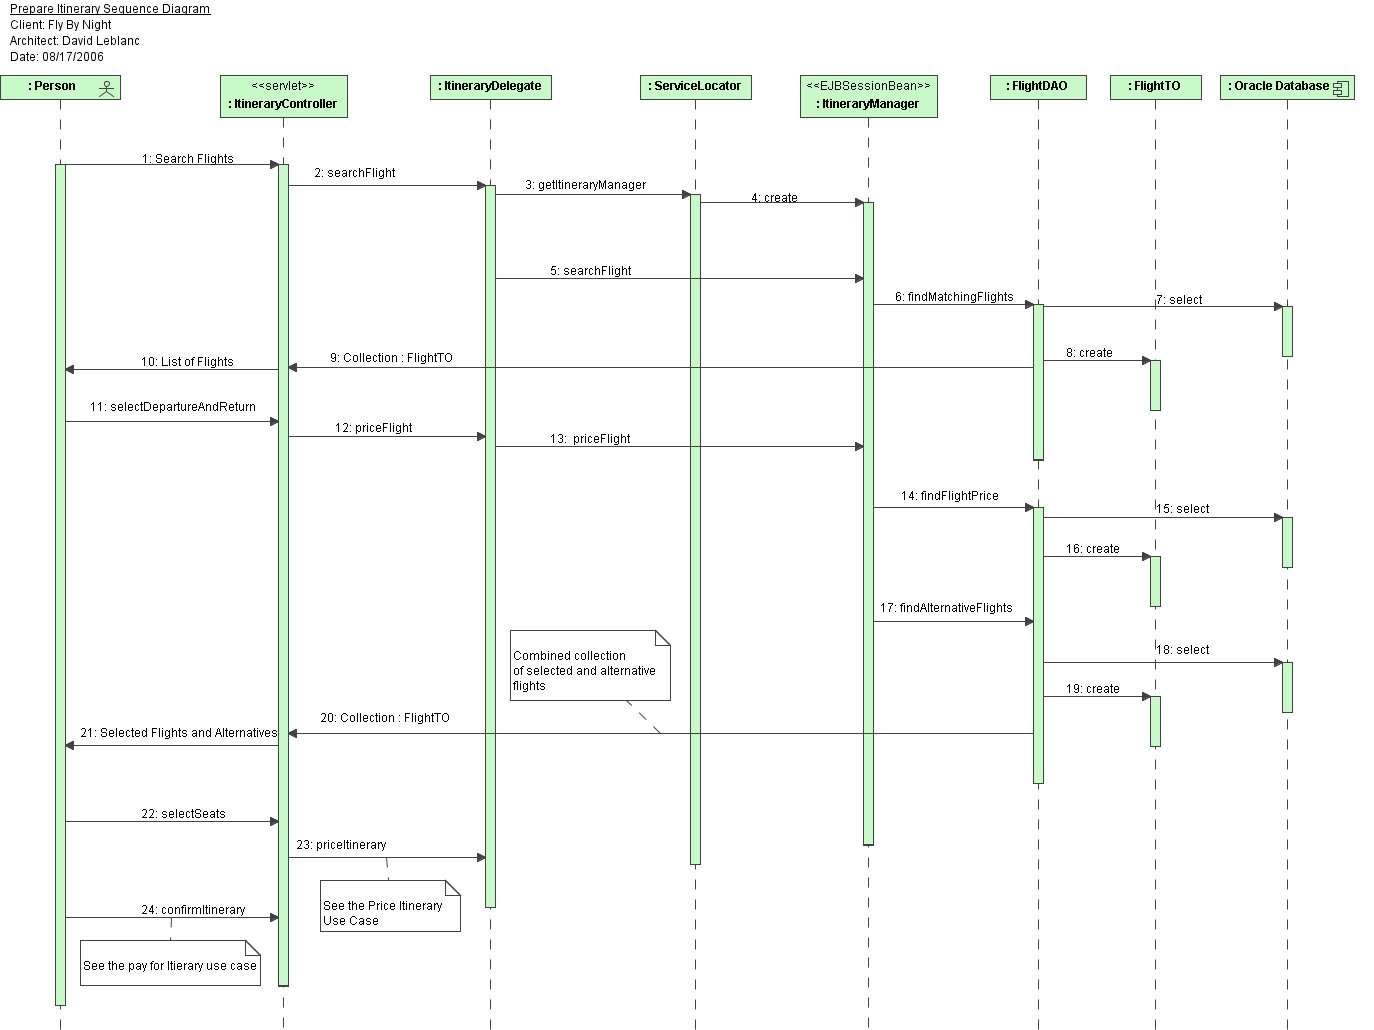 Prepare Itinerary Sequence Diagram
Client: Fly By Night
Architect: David Leblanc
Date: 08/17/2006
: Person
<<servlet>>
: ItineraryController
: ItineraryDelegate
: ServiceLocator
<<EJBSessionBean>>
: ItineraryManager
: FlightDAO
: FlightTO
: Oracle Database
1: Search Flights
2: searchFlight
3: getItineraryManager
4: create
5: searchFlight
6: findMatchingFlights
7: select
8: create
9: Collection : FlightTO
10: List of Flights
11: selectDepartureAndReturn
12: priceFlight
13: priceFlight
14: findFlightPrice
15: select
16: create
17: findAlternativeFlights
Combined collection
of selected and alternative
flights
18: select
19: create
20: Collection : FlightTO
21: Selected Flights and Alternatives
22: selectSeats
23: priceItinerary
See the Price Itinerary
Use Case
24: confirmItinerary
See the pay for Itierary use case